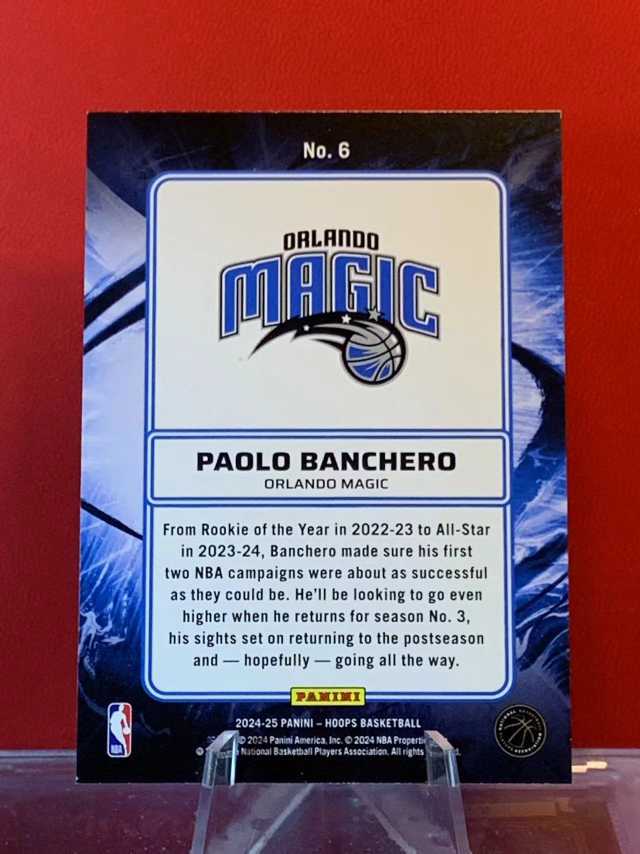 No. 6
ORLANDO
MAGIC
PAOLO BANCHERO
ORLANDO MAGIC
From Rookie of the Year in 2022-23 to All-Star
in 2023-24, Banchero made sure his first
two NBA campaigns were about as successful
as they could be. He'll be looking to go even
higher when he returns for season No. 3,
his sights set on returning to the postseason
and — hopefully — going all the way.
PANINI
2024-25 PANINI – HOOPS BASKETBALL
© 2024 Panini America, Inc. © 2024 NBA
National Basketball Players Association. All rights
NBA